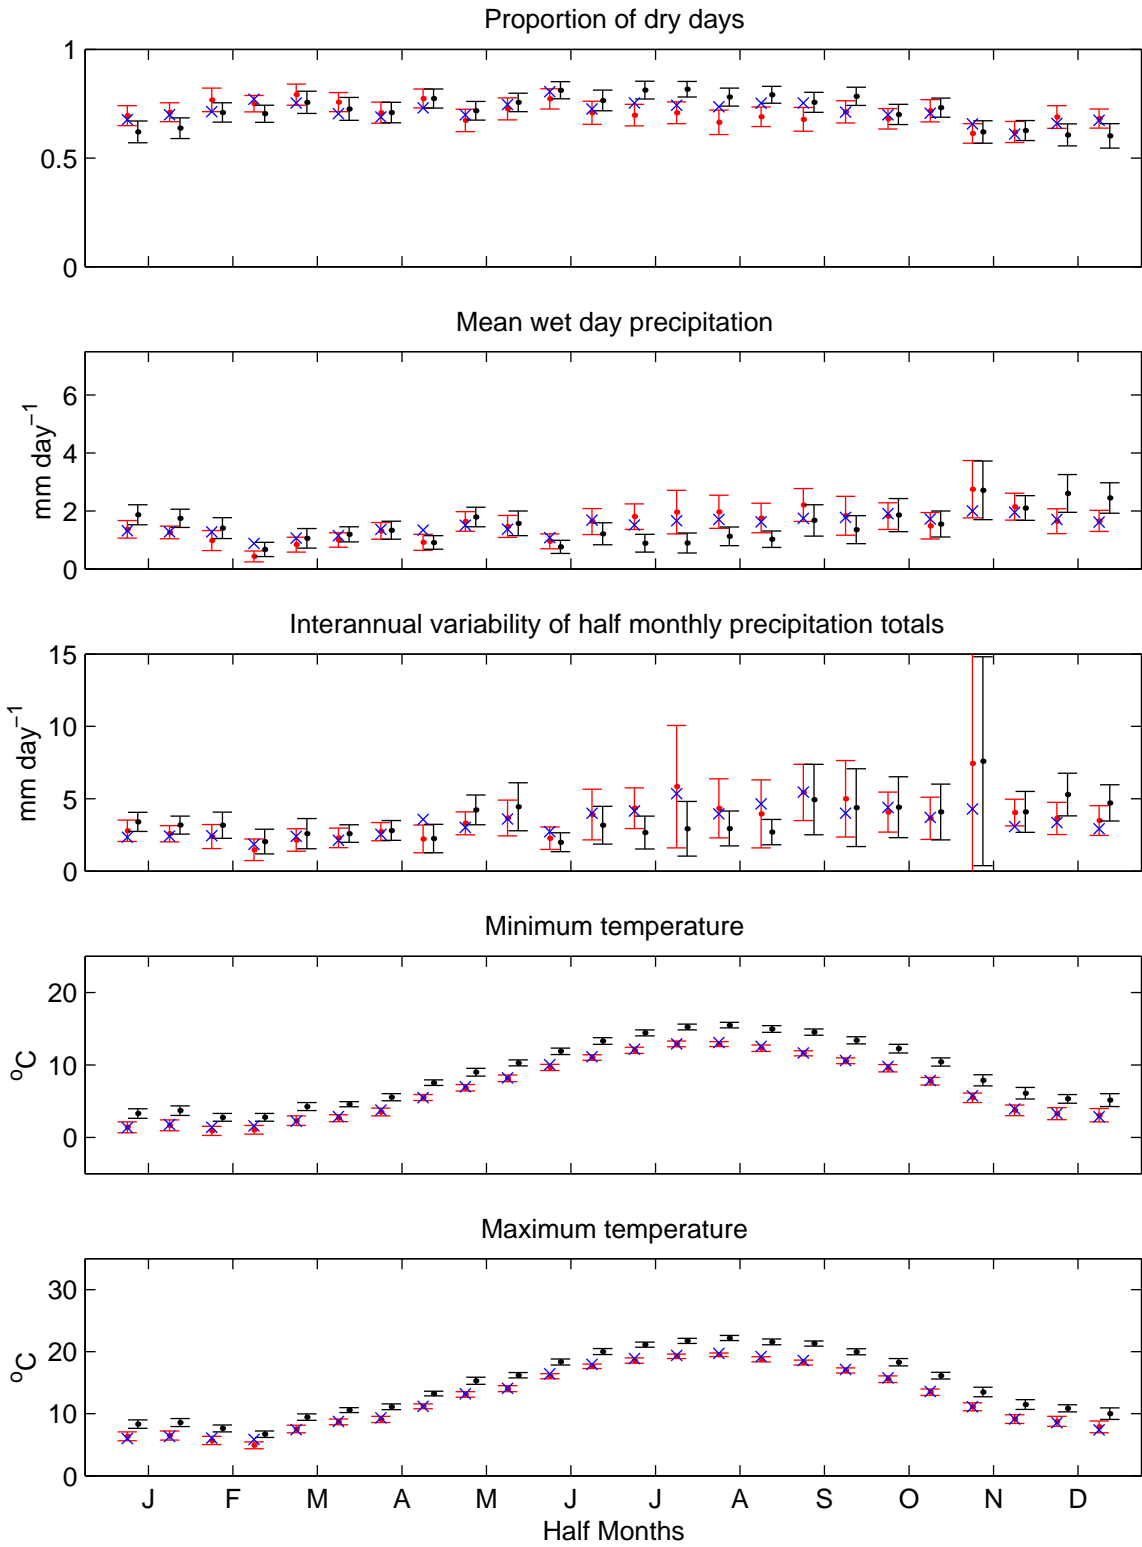 Proportion of dry days
1
0.5
0
Mean wet day precipitation
6
4
2
0
mm day⁻¹
Interannual variability of half monthly precipitation totals
15
10
5
0
mm day⁻¹
Minimum temperature
20
10
0
ºC
Maximum temperature
30
20
10
0
ºC
J F M A M J J A S O N D
Half Months